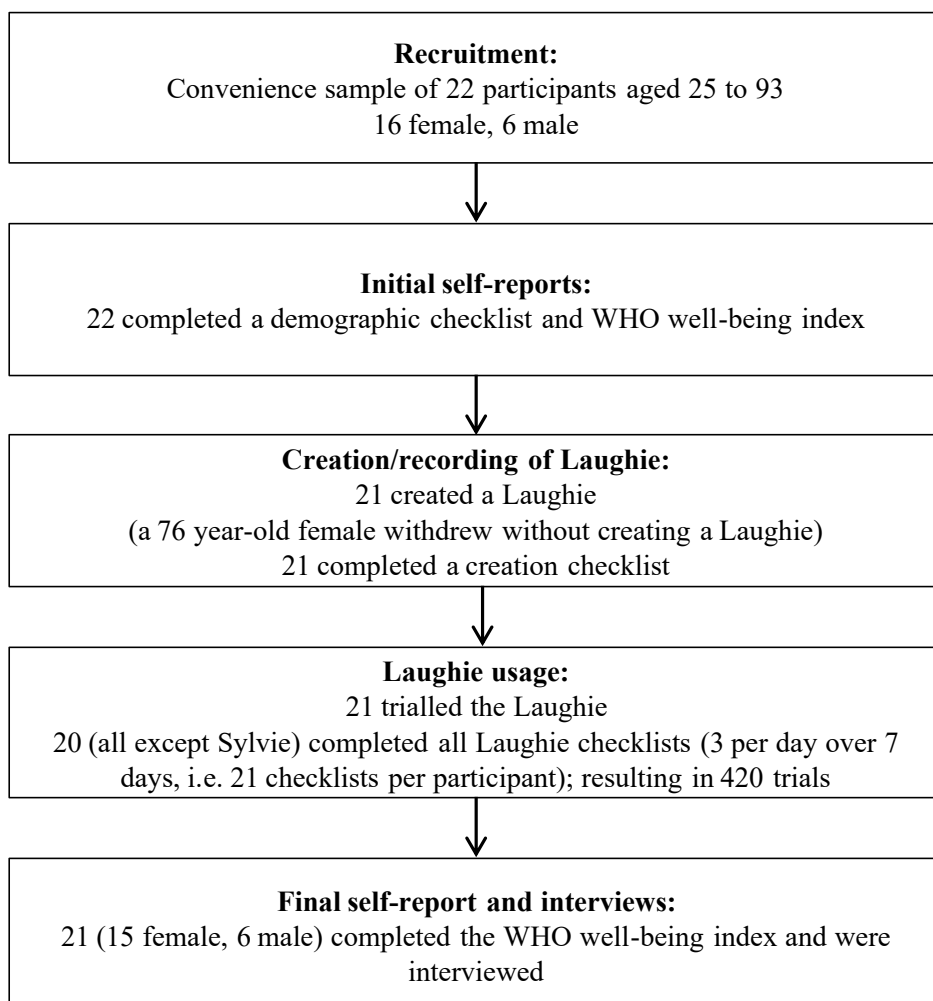 Recruitment:
Convenience sample of 22 participants aged 25 to 93
16 female, 6 male
Initial self-reports:
22 completed a demographic checklist and WHO well-being index
Creation/recording of Laughie:
21 created a Laughie
(a 76 year-old female withdrew without creating a Laughie)
21 completed a creation checklist
Laughie usage:
21 trialled the Laughie
20 (all except Sylvie) completed all Laughie checklists (3 per day over 7
days, i.e. 21 checklists per participant); resulting in 420 trials
Final self-report and interviews:
21 (15 female, 6 male) completed the WHO well-being index and were
interviewed